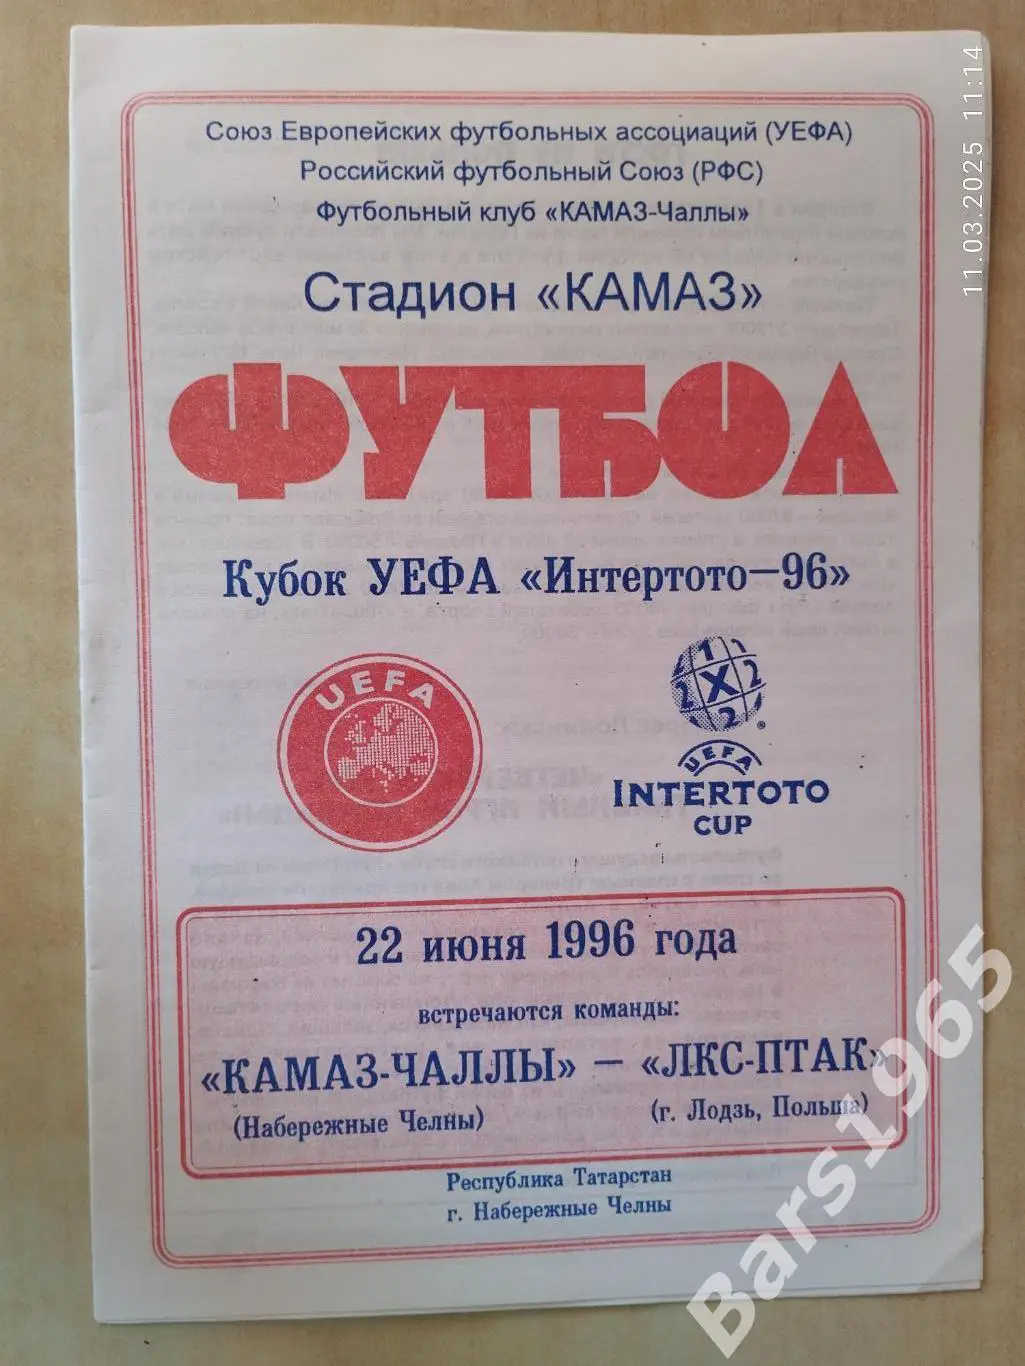 Союз Европейских футбольных ассоциаций (УЕФА)
Российский футбольный Союз (РФС)
Футбольный клуб «КАМАЗ-Чаллы»
Стадион «КАМАЗ»
ФУТБОЛ
Кубок УЕФА «Интертото—96»
UEFA
1 X 2
2 2
UEFA
INTERTOTO
CUP
22 июня 1996 года
встречаются команды:
«КАМАЗ-ЧАЛЛЫ» — «ЛКС-ПТАК»
(Набережные Челны) (г. Лодзь, Польша)
Республика Татарстан
г. Набережные Челны
11.03.2025 11:14
Bars1965